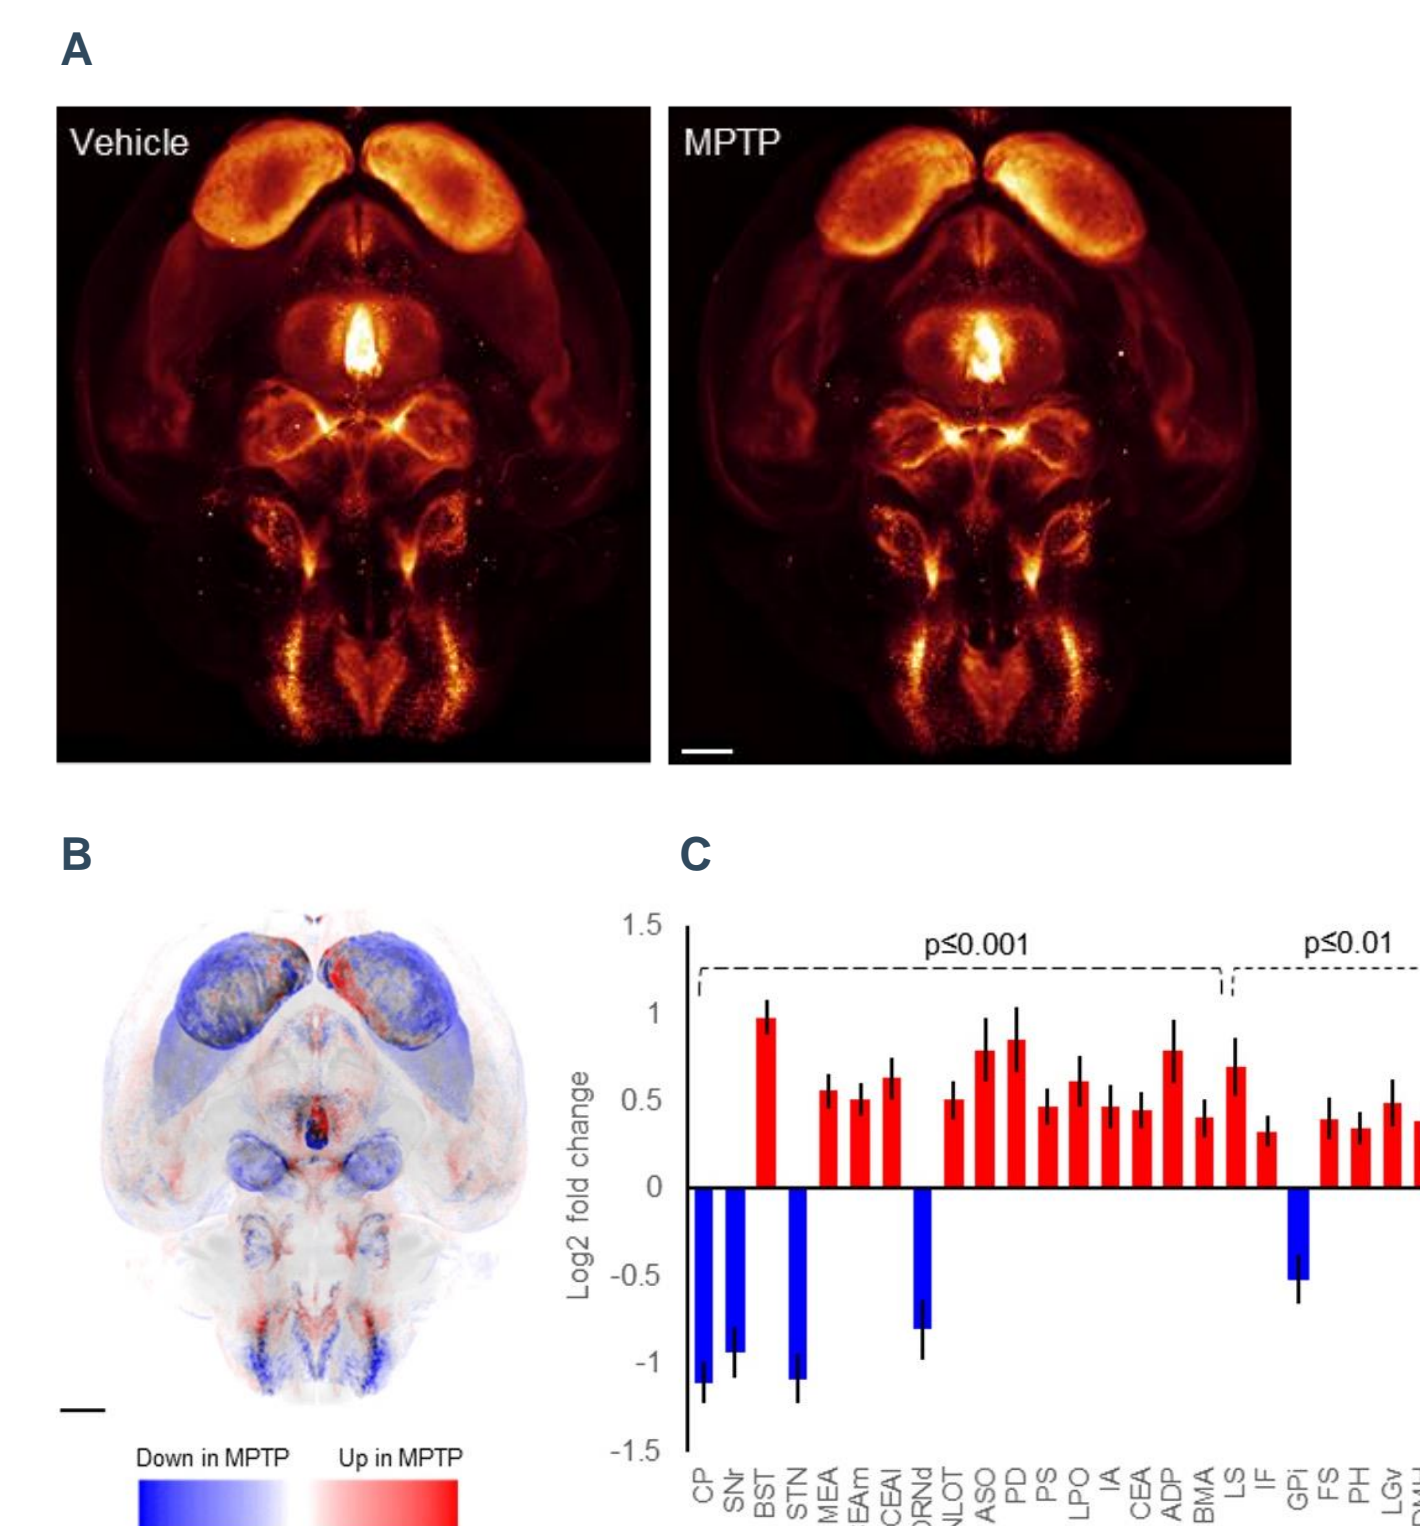 A
Vehicle
MPTP
B
C
Down in MPTP
Up in MPTP
Log2 fold change
1.5
1
0.5
0
-0.5
-1
-1.5
p≤0.001
p≤0.01
CP
SNr
BST
STN
MEA
CEAl
ASO
PD
PS
LPO
IA
CEA
ADP
BMA
LS
IF
GPi
FS
PH
LGv